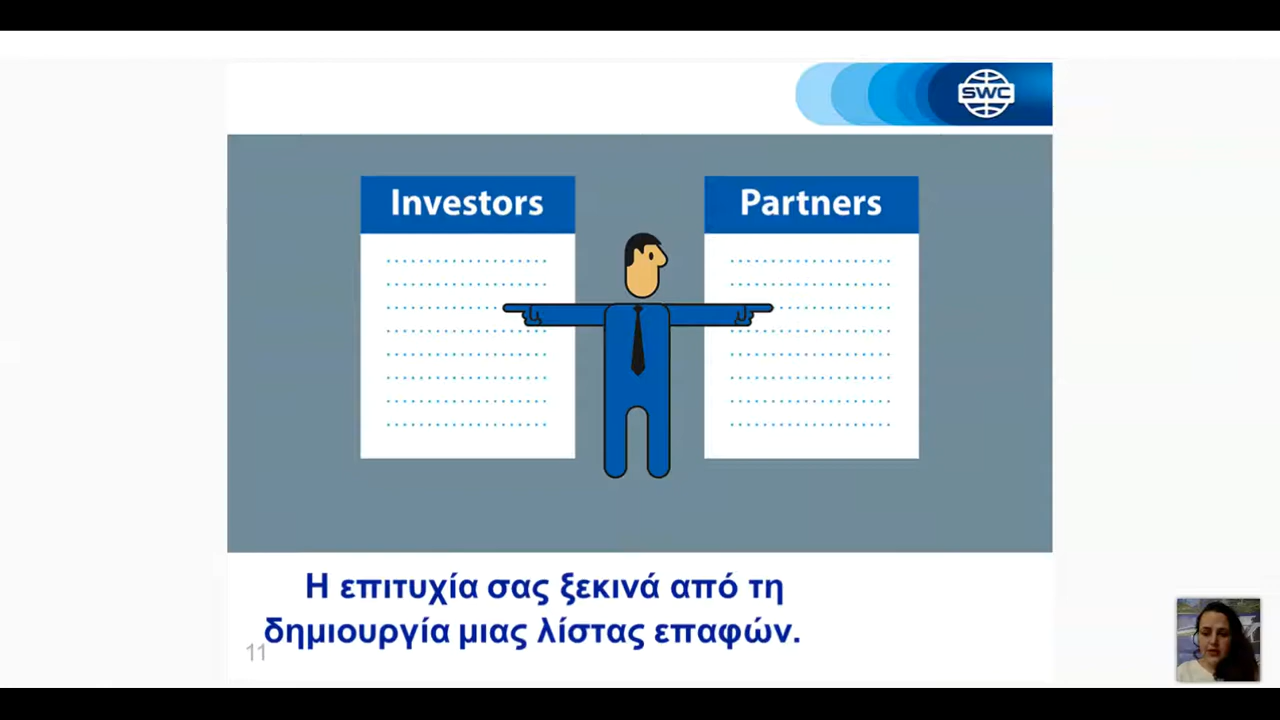 SWC
Investors
Partners
Η επιτυχία σας ξεκινά από τη
δημιουργία μιας λίστας επαφών.
11